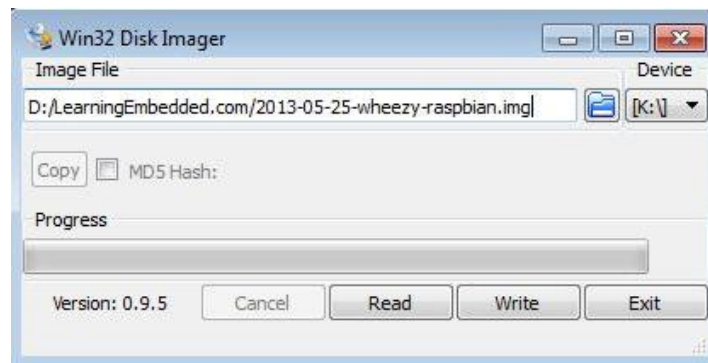 Win32 Disk Imager
Image File Device
D:/LearningEmbedded.com/2013-05-25-wheezy-raspbian.img [K:\]
Copy MD5 Hash:
Progress
Version: 0.9.5 Cancel Read Write Exit